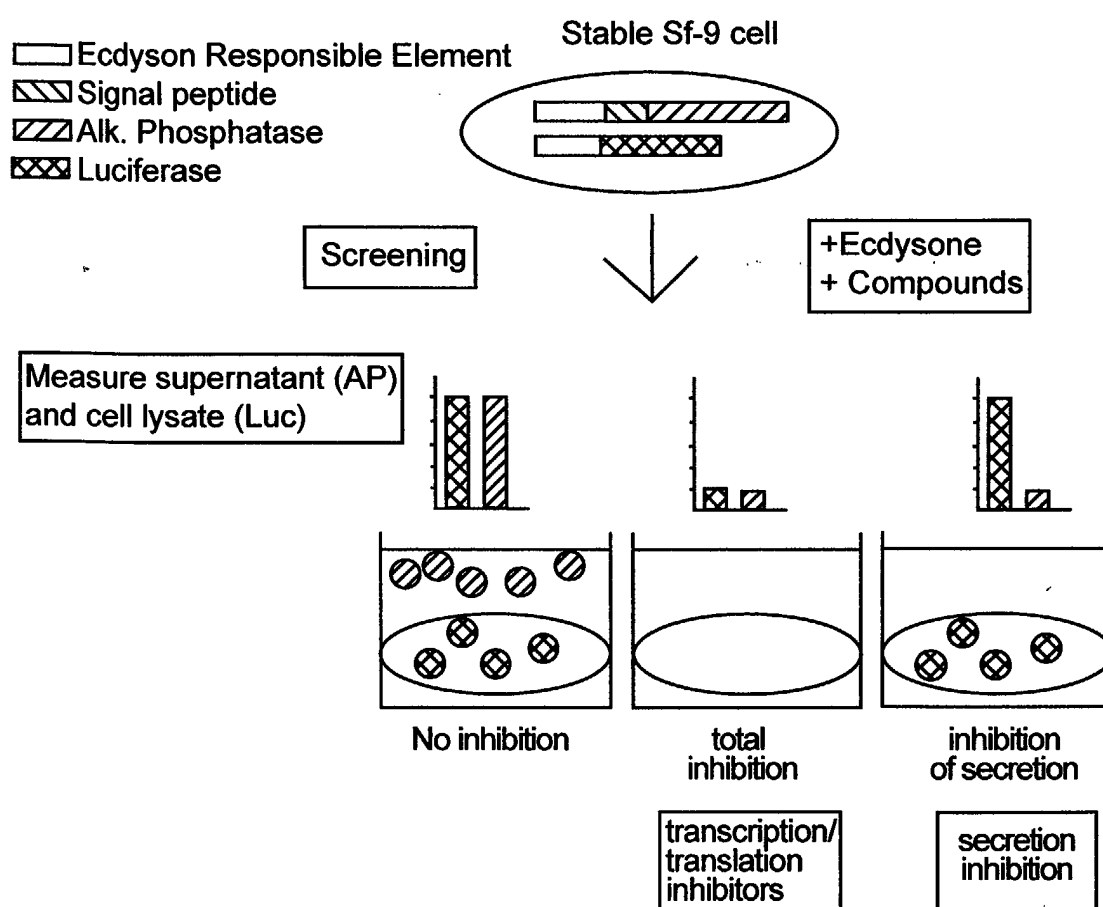 Stable Sf-9 cell
Ecdyson Responsible Element
Signal peptide
Alk. Phosphatase
Luciferase
Screening
+Ecdysone
+ Compounds
Measure supernatant (AP)
and cell lysate (Luc)
No inhibition
total
inhibition
inhibition
of secretion
transcription/
translation
inhibitors
secretion
inhibition